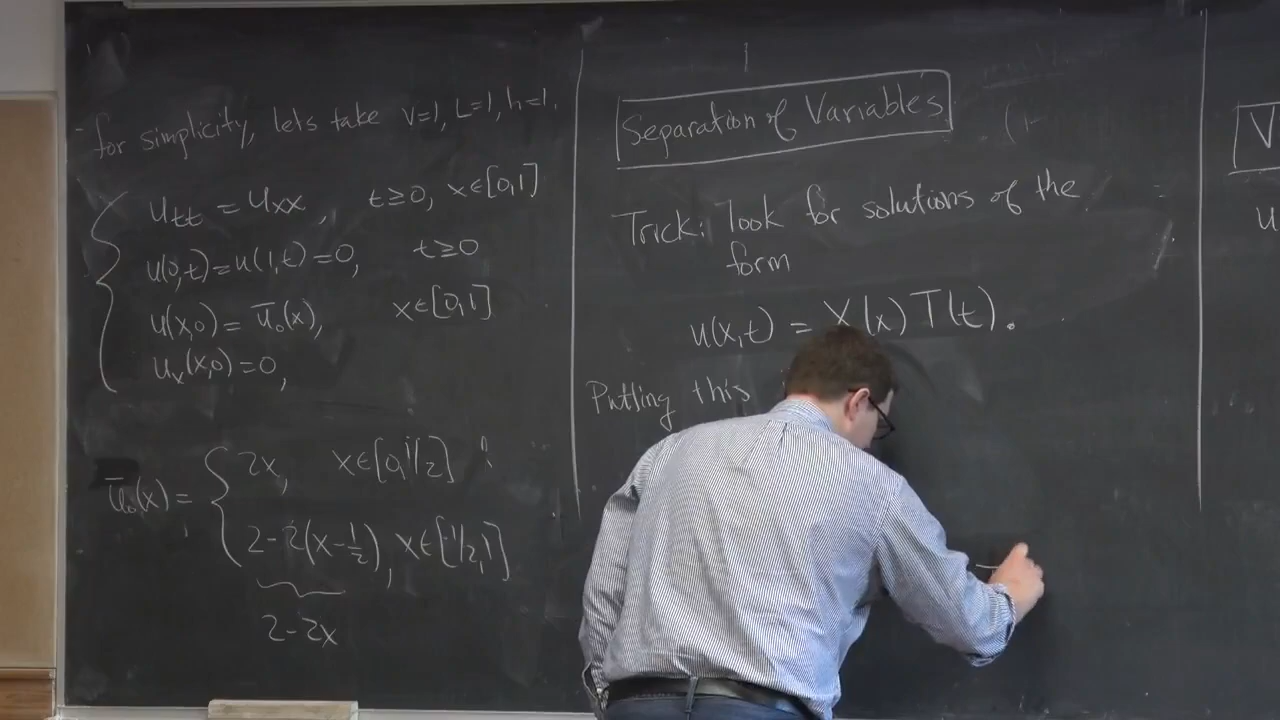 - for simplicity, lets take v=1, L=1, h=1.
u_tt = u_xx, t≥0, x∈[0,1]
u(0,t)=u(1,t)=0, t≥0
u(x,0)= ū₀(x), x∈[0,1]
u_x(x,0)=0,
ū₀(x) = { 2x, x∈[0,1/2]
2-2(x-1/2), x∈[1/2,1]
2-2x
Separation of Variables
Trick: look for solutions of the
form
u(x,t) = X(x) T(t).
Putting this
V
u